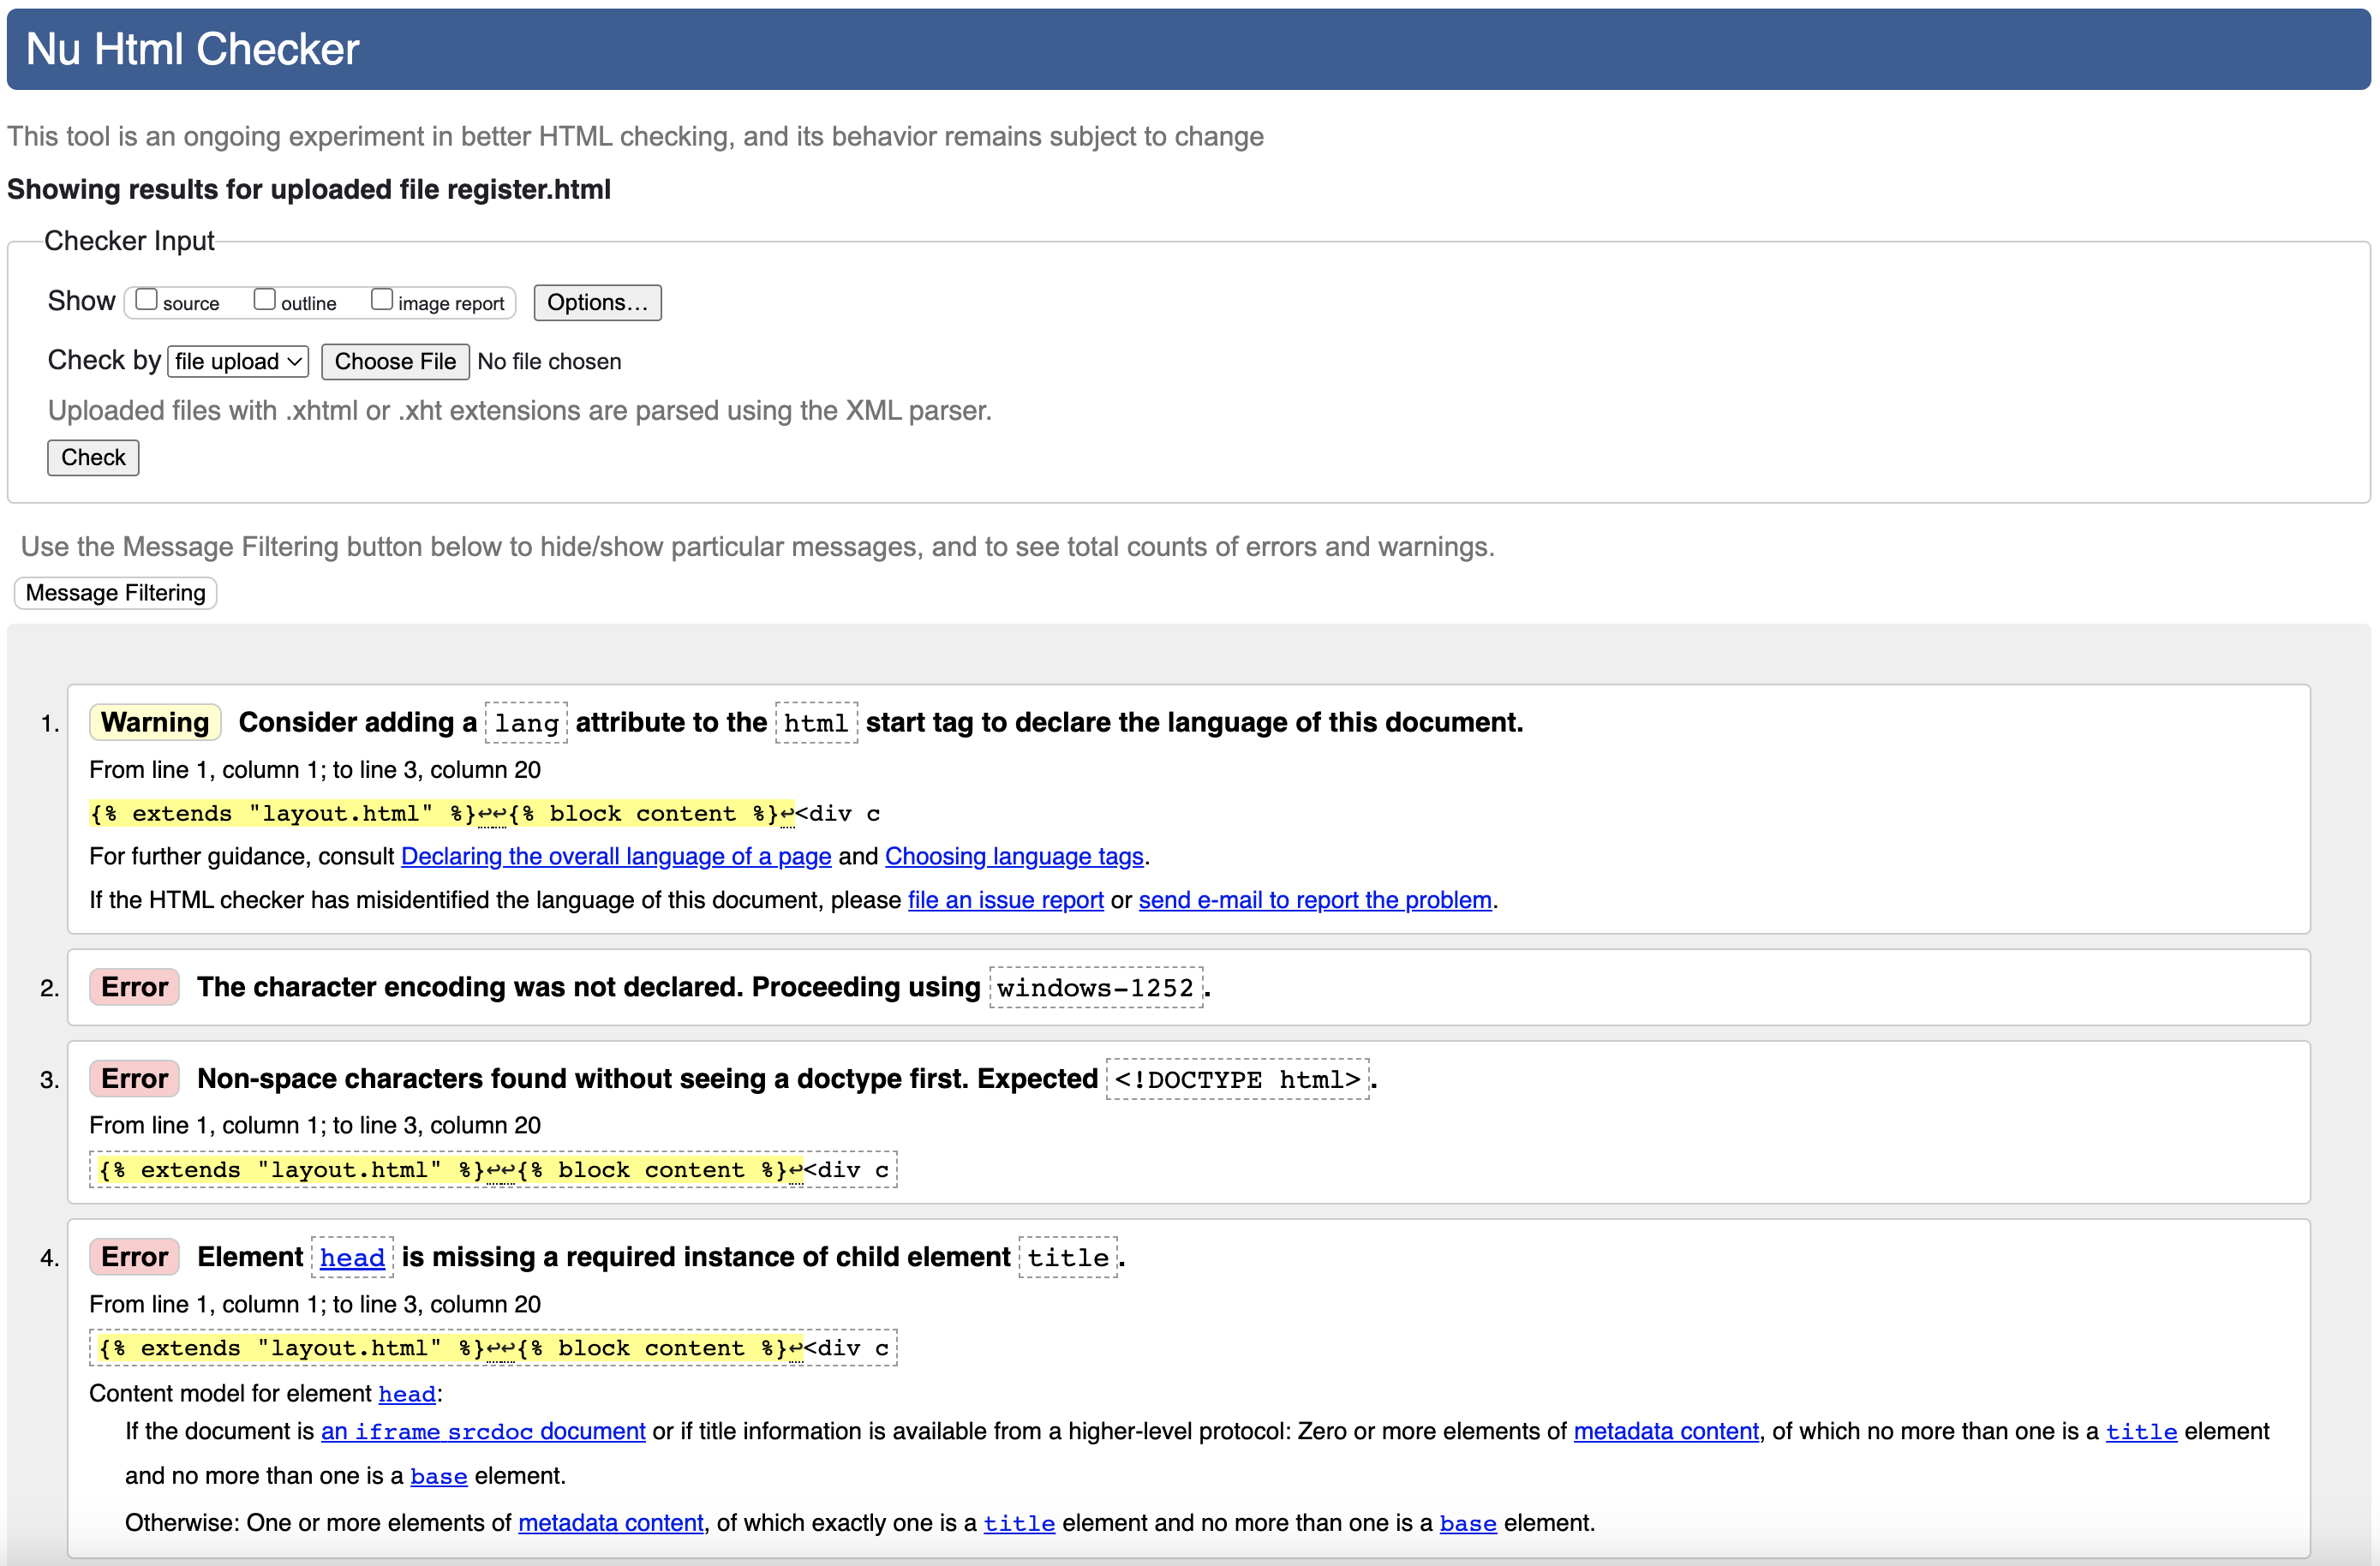 Nu Html Checker
This tool is an ongoing experiment in better HTML checking, and its behavior remains subject to change
Showing results for uploaded file register.html
Checker Input
Show source outline image report Options...
Check by file upload Choose File No file chosen
Uploaded files with .xhtml or .xht extensions are parsed using the XML parser.
Check
Use the Message Filtering button below to hide/show particular messages, and to see total counts of errors and warnings.
Message Filtering
1. Warning Consider adding a lang attribute to the html start tag to declare the language of this document.
From line 1, column 1; to line 3, column 20
{% extends "layout.html" %}↩↩{% block content %}↩<div c
For further guidance, consult Declaring the overall language of a page and Choosing language tags.
If the HTML checker has misidentified the language of this document, please file an issue report or send e-mail to report the problem.
2. Error The character encoding was not declared. Proceeding using windows-1252.
3. Error Non-space characters found without seeing a doctype first. Expected <!DOCTYPE html>.
From line 1, column 1; to line 3, column 20
{% extends "layout.html" %}↩↩{% block content %}↩<div c
4. Error Element head is missing a required instance of child element title.
From line 1, column 1; to line 3, column 20
{% extends "layout.html" %}↩↩{% block content %}↩<div c
Content model for element head:
If the document is an iframe srcdoc document or if title information is available from a higher-level protocol: Zero or more elements of metadata content, of which no more than one is a title element
and no more than one is a base element.
Otherwise: One or more elements of metadata content, of which exactly one is a title element and no more than one is a base element.